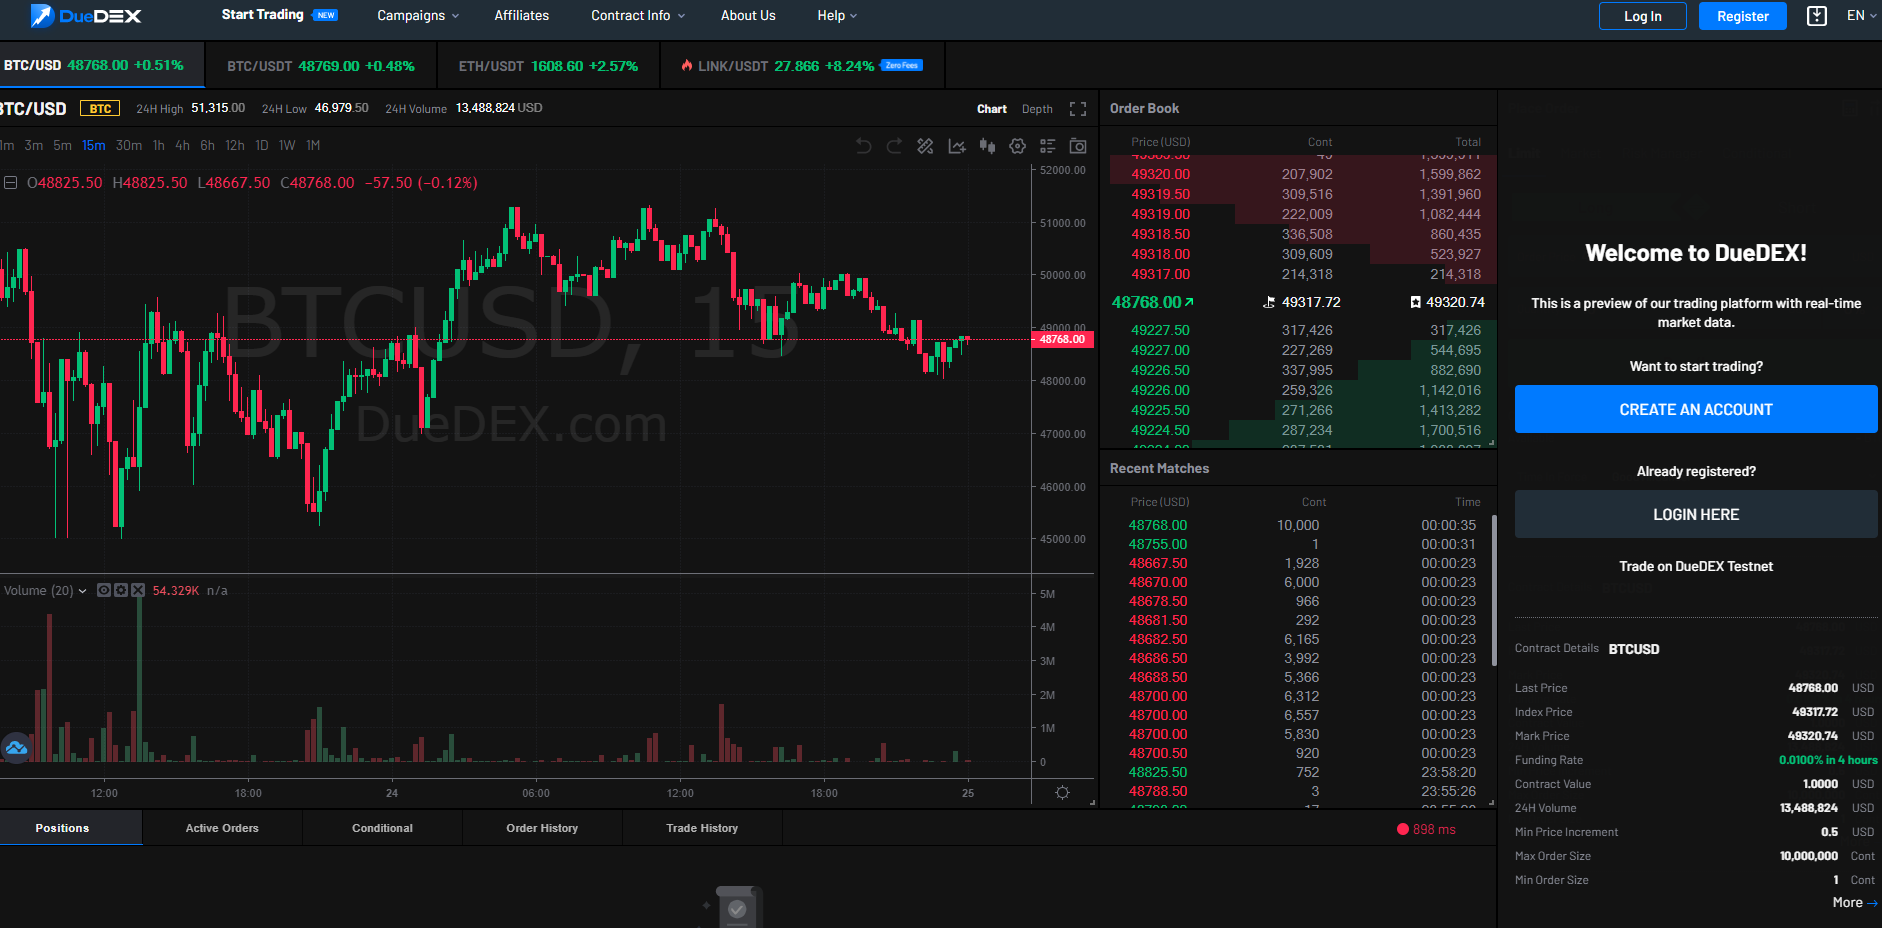 DueDEX
Start Trading NEW
Campaigns
Affiliates
Contract Info
About Us
Help
Log In
Register
EN
BTC/USD 48768.00 +0.51%
BTC/USDT 48769.00 +0.48%
ETH/USDT 1608.60 +2.57%
LINK/USDT 27.866 +8.24% Zero Fees
BTC/USD BTC 24H High 51,315.00 24H Low 46,979.50 24H Volume 13,488,824 USD
Chart Depth
1m 3m 5m 15m 30m 1h 4h 6h 12h 1D 1W 1M
O48825.50 H48825.50 L48667.50 C48768.00 −57.50 (−0.12%)
BTCUSD, 15
DueDEX.com
52000.00
51000.00
50000.00
49000.00
48768.00
48000.00
47000.00
46000.00
45000.00
Volume (20) 54.329K n/a
5M
4M
3M
2M
1M
0
12:00 18:00 24 06:00 12:00 18:00 25
Order Book
Price (USD) Cont Total
49320.00 207,902 1,599,862
49319.50 309,516 1,391,960
49319.00 222,009 1,082,444
49318.50 336,508 860,435
49318.00 309,609 523,927
49317.00 214,318 214,318
48768.00 49317.72 49320.74
49227.50 317,426 317,426
49227.00 227,269 544,695
49226.50 337,995 882,690
49226.00 259,326 1,142,016
49225.50 271,266 1,413,282
49224.50 287,234 1,700,516
Recent Matches
Price (USD) Cont Time
48768.00 10,000 00:00:35
48755.00 1 00:00:31
48667.50 1,928 00:00:23
48670.00 6,000 00:00:23
48678.50 966 00:00:23
48681.50 292 00:00:23
48682.50 6,165 00:00:23
48686.50 3,992 00:00:23
48688.50 5,366 00:00:23
48700.00 6,312 00:00:23
48700.00 6,557 00:00:23
48700.00 5,830 00:00:23
48700.50 920 00:00:23
48825.50 752 23:58:20
48788.50 3 23:55:26
Welcome to DueDEX!
This is a preview of our trading platform with real-time
market data.
Want to start trading?
CREATE AN ACCOUNT
Already registered?
LOGIN HERE
Trade on DueDEX Testnet
Contract Details BTCUSD
Last Price 48768.00 USD
Index Price 49317.72 USD
Mark Price 49320.74 USD
Funding Rate 0.0100% in 4 hours
Contract Value 1.0000 USD
24H Volume 13,488,824 USD
Min Price Increment 0.5 USD
Max Order Size 10,000,000 Cont
Min Order Size 1 Cont
More →
Positions
Active Orders
Conditional
Order History
Trade History
898 ms